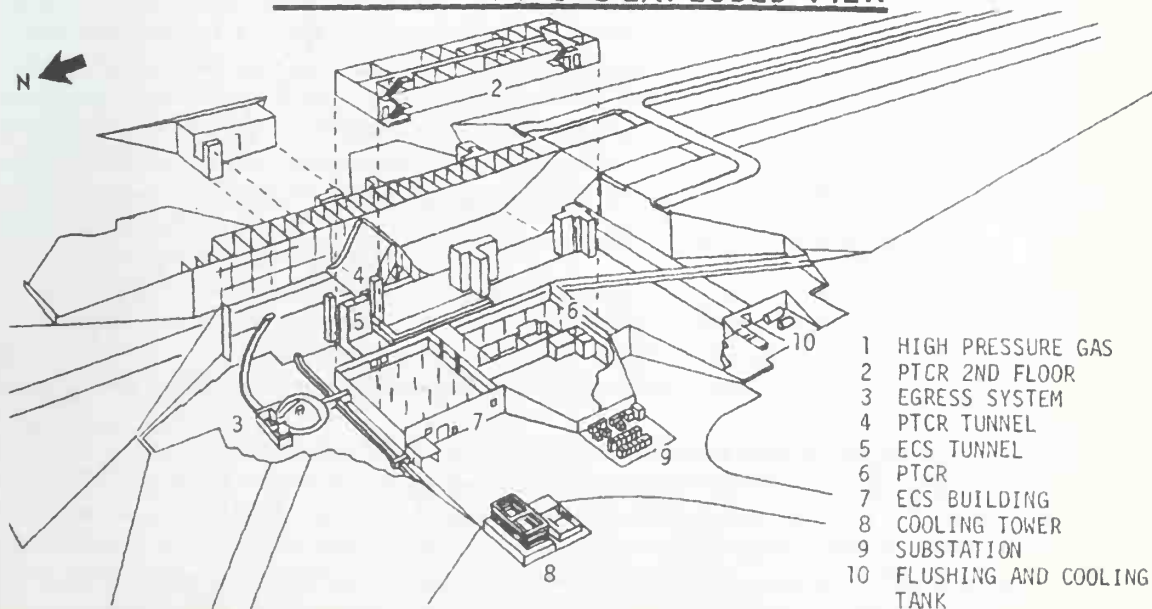 EXPLODED VIEW
N
1
2
4
5
6
10
3
7
9
8
1 HIGH PRESSURE GAS
2 PTCR 2ND FLOOR
3 EGRESS SYSTEM
4 PTCR TUNNEL
5 ECS TUNNEL
6 PTCR
7 ECS BUILDING
8 COOLING TOWER
9 SUBSTATION
10 FLUSHING AND COOLING
TANK